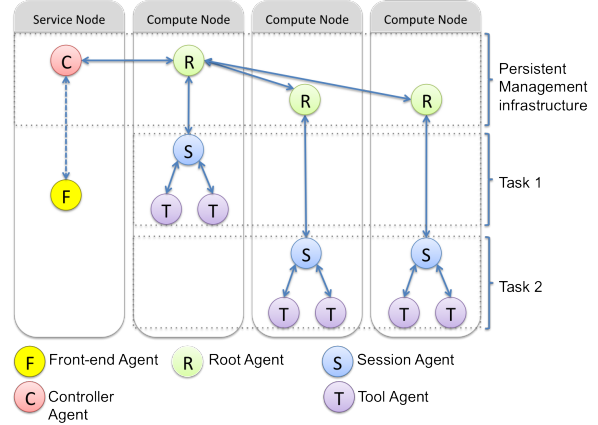 Service Node
Compute Node
Compute Node
Compute Node
C
R
R
R
Persistent
Management
infrastructure
S
F
T
T
Task 1
S
S
T
T
T
T
Task 2
F
Front-end Agent
R
Root Agent
S
Session Agent
C
Controller
Agent
T
Tool Agent